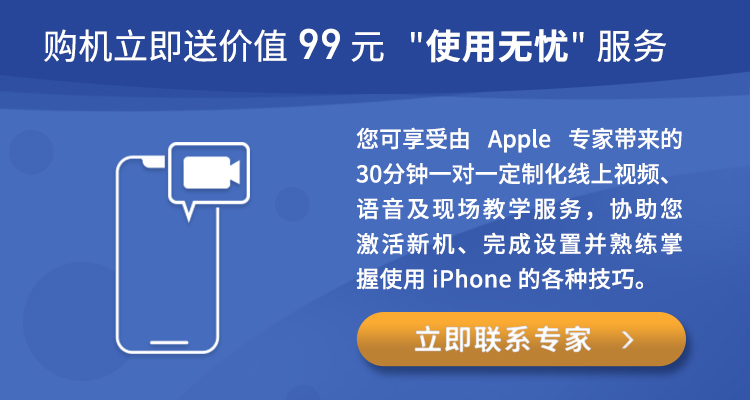 购机立即送价值 99 元 "使用无忧" 服务
您可享受由 Apple 专家带来的
30分钟一对一定制化线上视频、
语音及现场教学服务，协助您
激活新机、完成设置并熟练掌
握使用 iPhone 的各种技巧。
立即联系专家 >